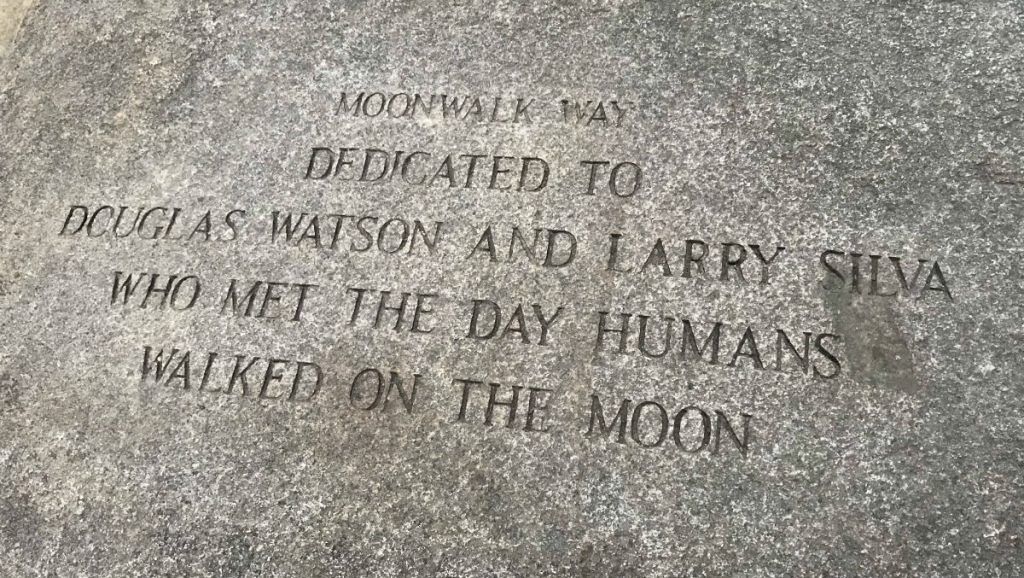 MOONWALK WAY
DEDICATED TO
DOUGLAS WATSON AND LARRY SILVA
WHO MET THE DAY HUMANS
WALKED ON THE MOON